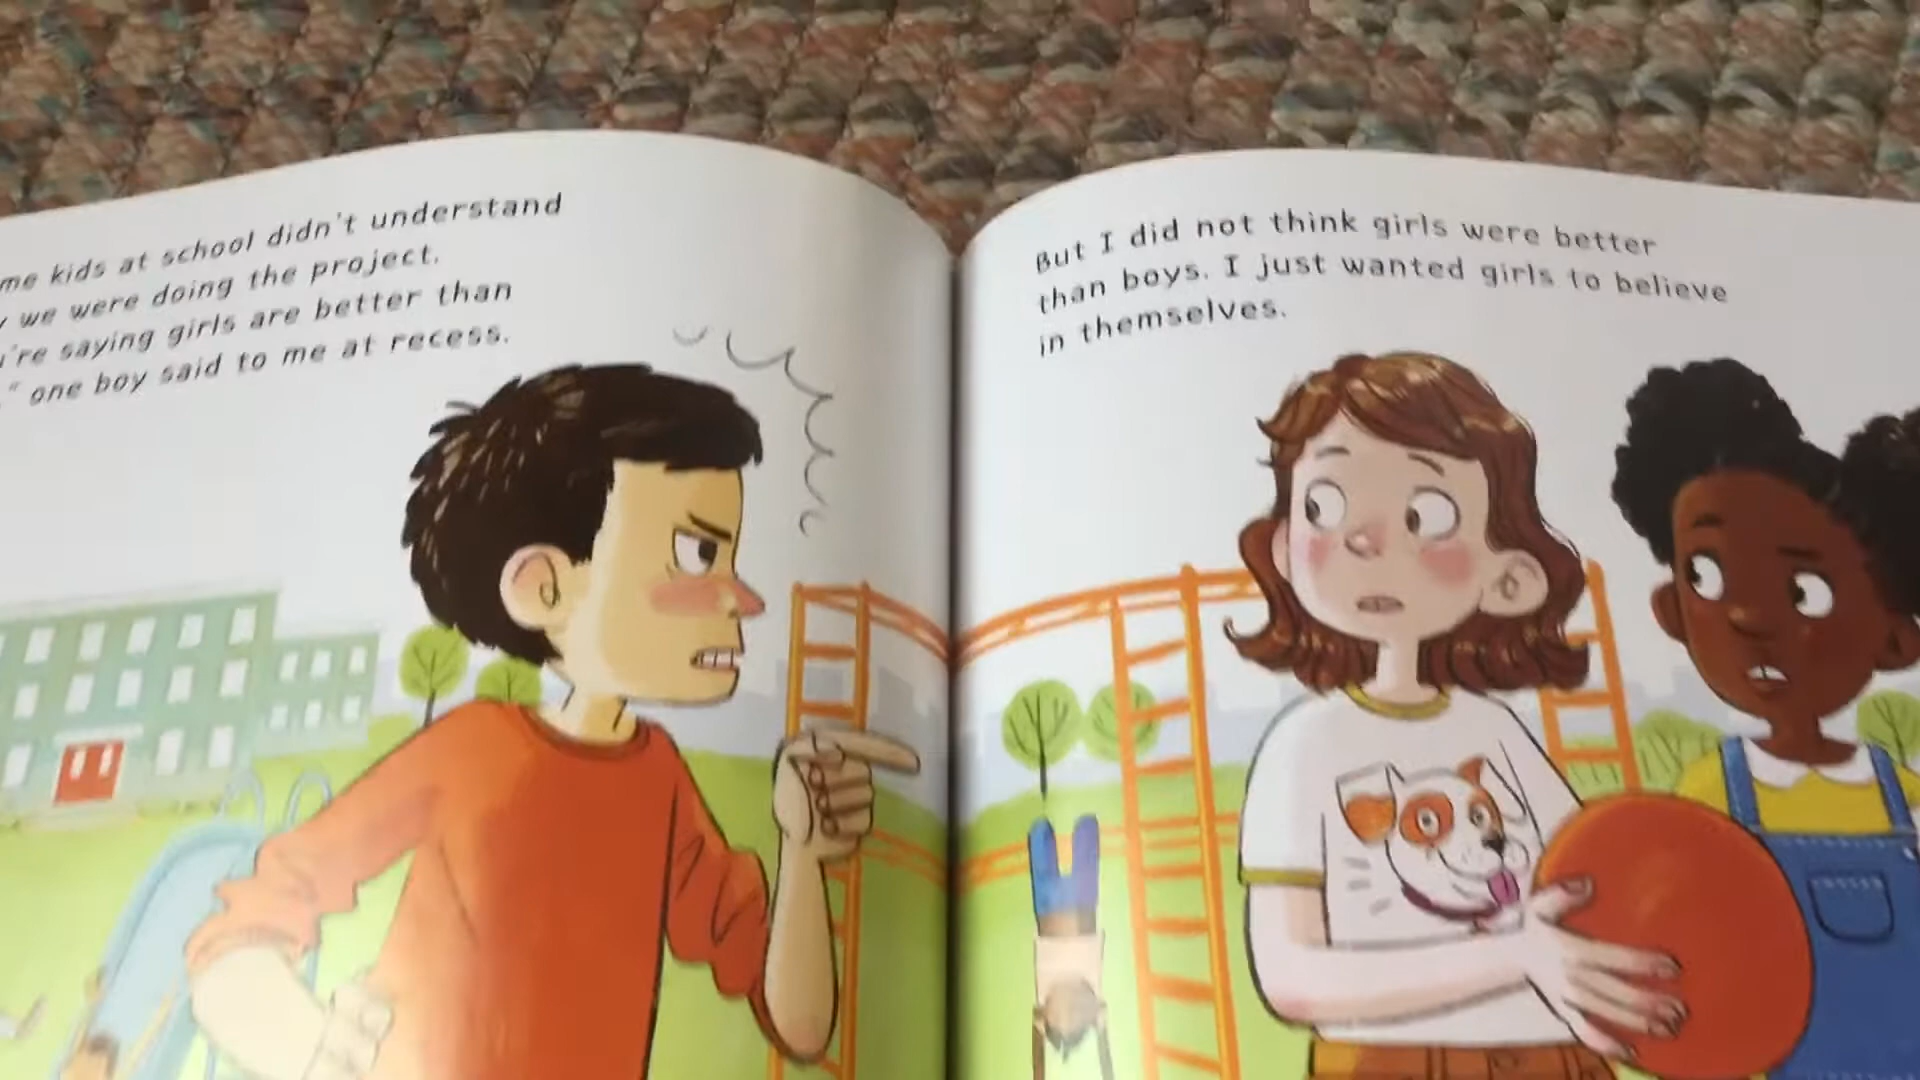 me kids at school didn't understand
we were doing the project.
're saying girls are better than
" one boy said to me at recess.
But I did not think girls were better
than boys. I just wanted girls to believe
in themselves.